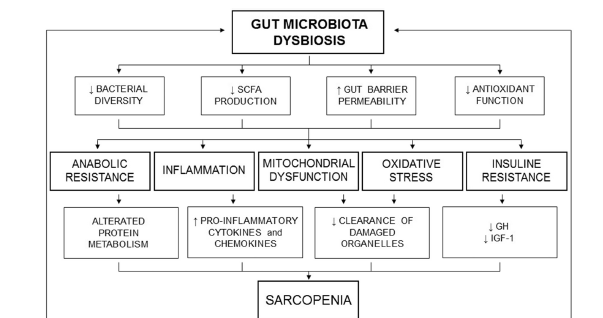 GUT MICROBIOTA
DYSBIOSIS
↓ BACTERIAL
DIVERSITY
↓ SCFA
PRODUCTION
↑ GUT BARRIER
PERMEABILITY
↓ ANTIOXIDANT
FUNCTION
ANABOLIC
RESISTANCE
INFLAMMATION
MITOCHONDRIAL
DYSFUNCTION
OXIDATIVE
STRESS
INSULINE
RESISTANCE
ALTERATED
PROTEIN
METABOLISM
↑ PRO-INFLAMMATORY
CYTOKINES and
CHEMOKINES
↓ CLEARANCE OF
DAMAGED
ORGANELLES
↓ GH
↓ IGF-1
SARCOPENIA